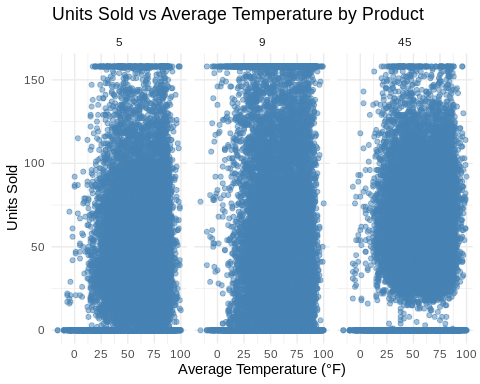 Units Sold vs Average Temperature by Product
5 9 45
Units Sold
150
100
50
0
0 25 50 75 100 0 25 50 75 100 0 25 50 75 100
Average Temperature (°F)